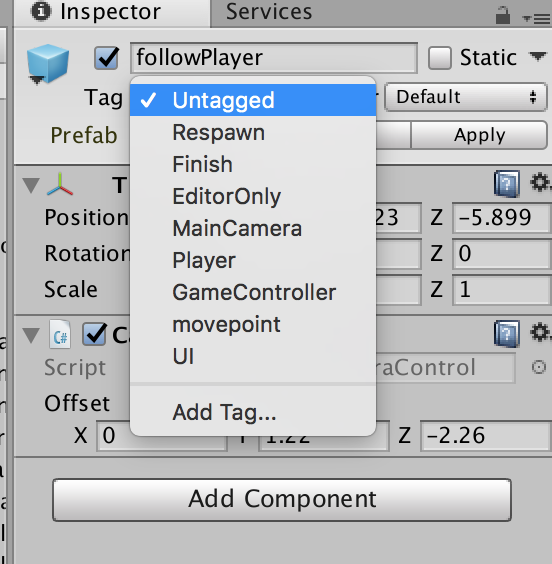 Inspector Services
followPlayer Static
Tag Untagged Default
Respawn
Prefab Apply
Finish
EditorOnly
Position 23 Z -5.899
MainCamera
Rotation Z 0
Player
Scale Z 1
GameController
movepoint
C#
UI
Script raControl
Offset
Add Tag...
X 0 Y 1.22 Z -2.26
Add Component